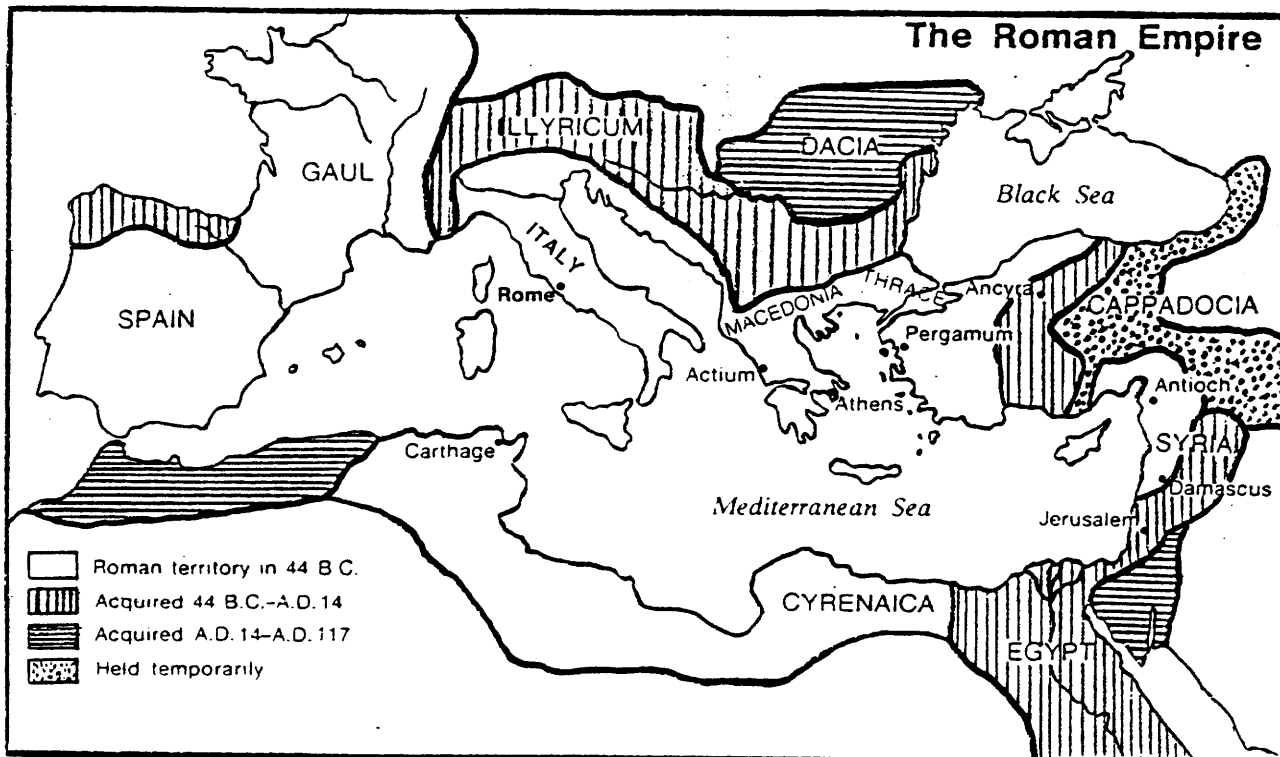 The Roman Empire
ILLYRICUM
DACIA
GAUL
Black Sea
ITALY
Rome
SPAIN
THRACE
Ancyra
MACEDONIA
CAPPADOCIA
Pergamum
Actium
Antioch
Athens
Carthage
SYRIA
Damascus
Mediterranean Sea
Jerusalem
Roman territory in 44 B.C.
Acquired 44 B.C.-A.D.14
CYRENAICA
Acquired A.D.14-A.D.117
EGYPT
Held temporarily